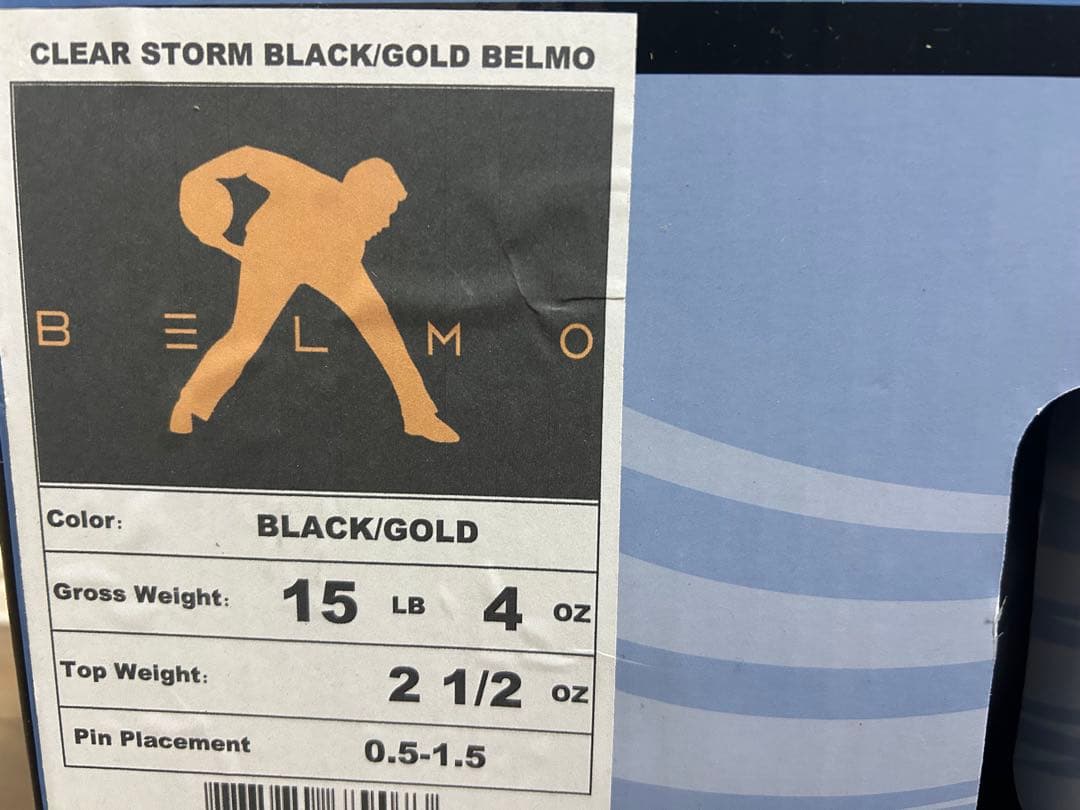 CLEAR STORM BLACK/GOLD BELMO
B E L M O
Color: BLACK/GOLD
Gross Weight: 15 LB 4 oz
Top Weight: 2 1/2 oz
Pin Placement 0.5-1.5